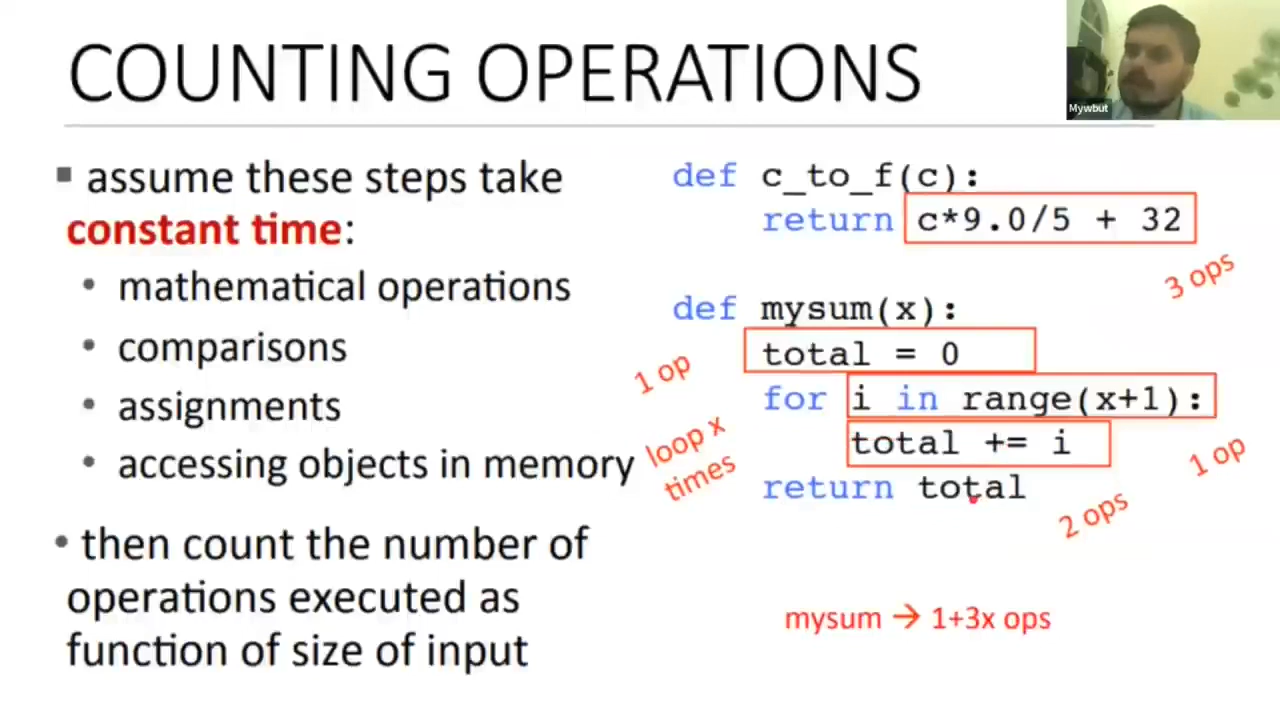 COUNTING OPERATIONS
Mywbut
assume these steps take
constant time:
• mathematical operations
• comparisons
• assignments
• accessing objects in memory
• then count the number of
operations executed as
function of size of input
def c_to_f(c):
return c*9.0/5 + 32
3 ops
def mysum(x):
total = 0
1 op
for i in range(x+1):
loop x
times
1 op
total += i
2 ops
return total
mysum → 1+3x ops